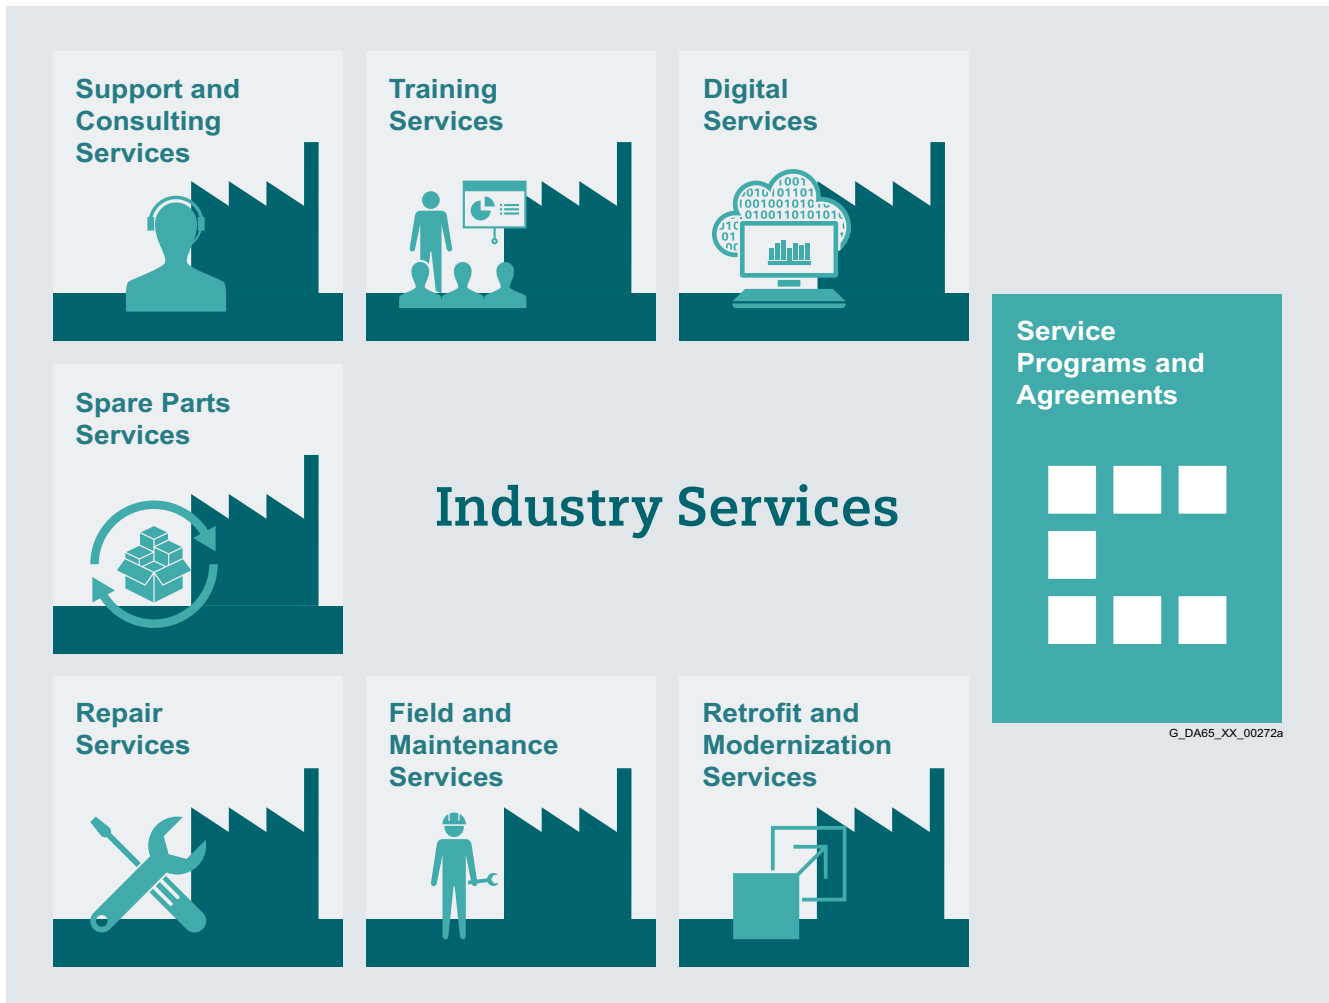 Support and
Consulting
Services
Training
Services
Digital
Services
Service
Programs and
Agreements
Spare Parts
Services
Industry Services
Repair
Services
Field and
Maintenance
Services
Retrofit and
Modernization
Services
G_DA65_XX_00272a